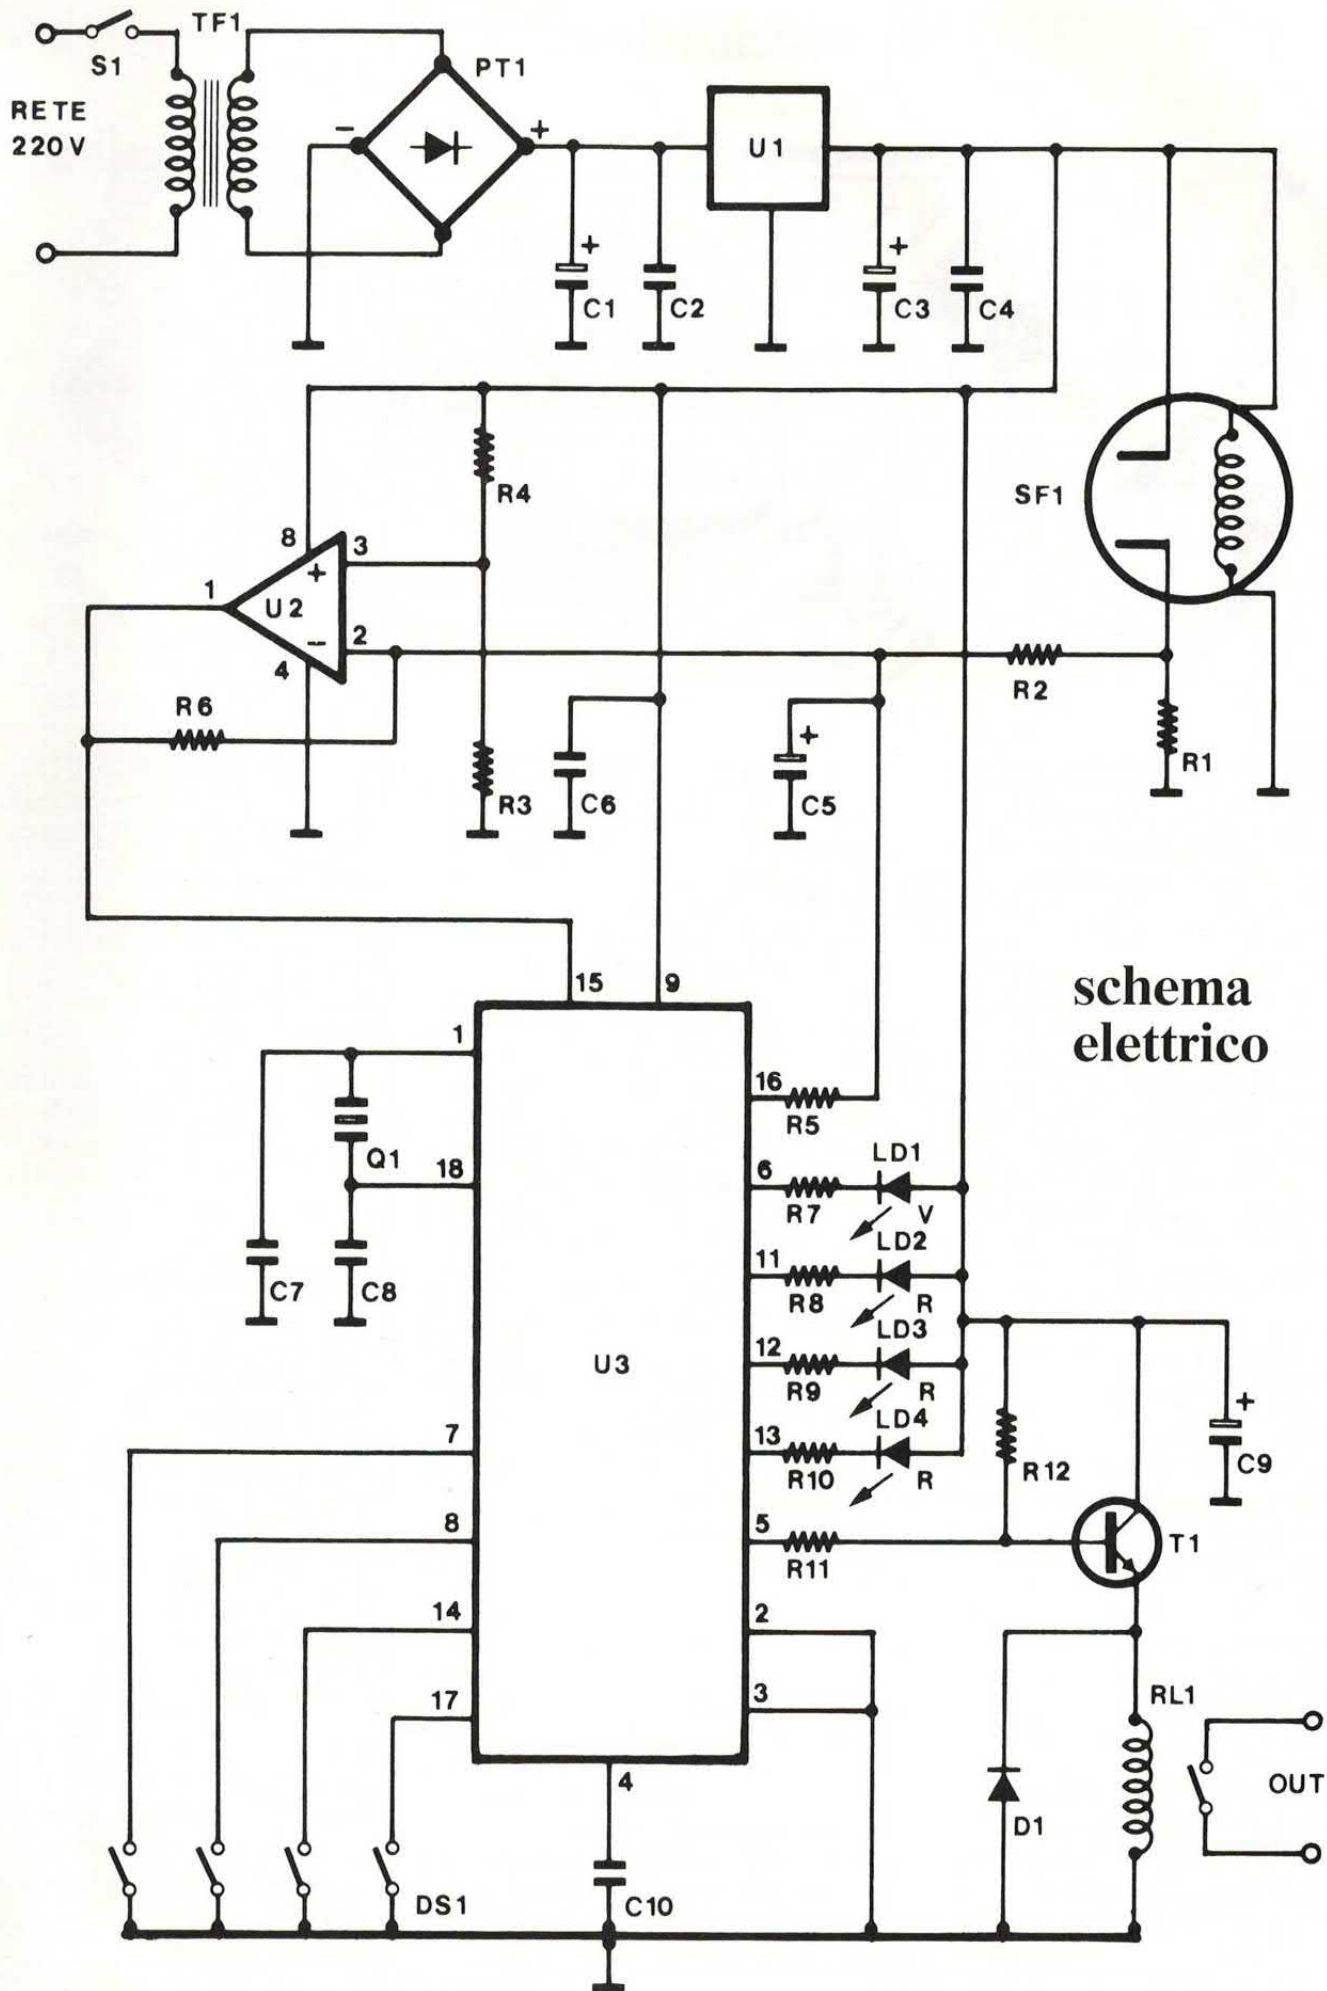 TF1
S1
PT1
RETE
220V
-
+
U1
+
C1
C2
+
C3
C4
R4
SF1
8
3
+
1
U2
-
2
4
R2
R6
+
R1
R3
C6
C5
15
9
schema
elettrico
1
16
R5
Q1
18
LD1
6
R7
V
LD2
11
C7
C8
R8
R
LD3
12
U3
R9
R
+
LD4
7
13
R10
R
R12
C9
8
5
R11
T1
14
2
17
3
RL1
4
OUT
D1
DS1
C10